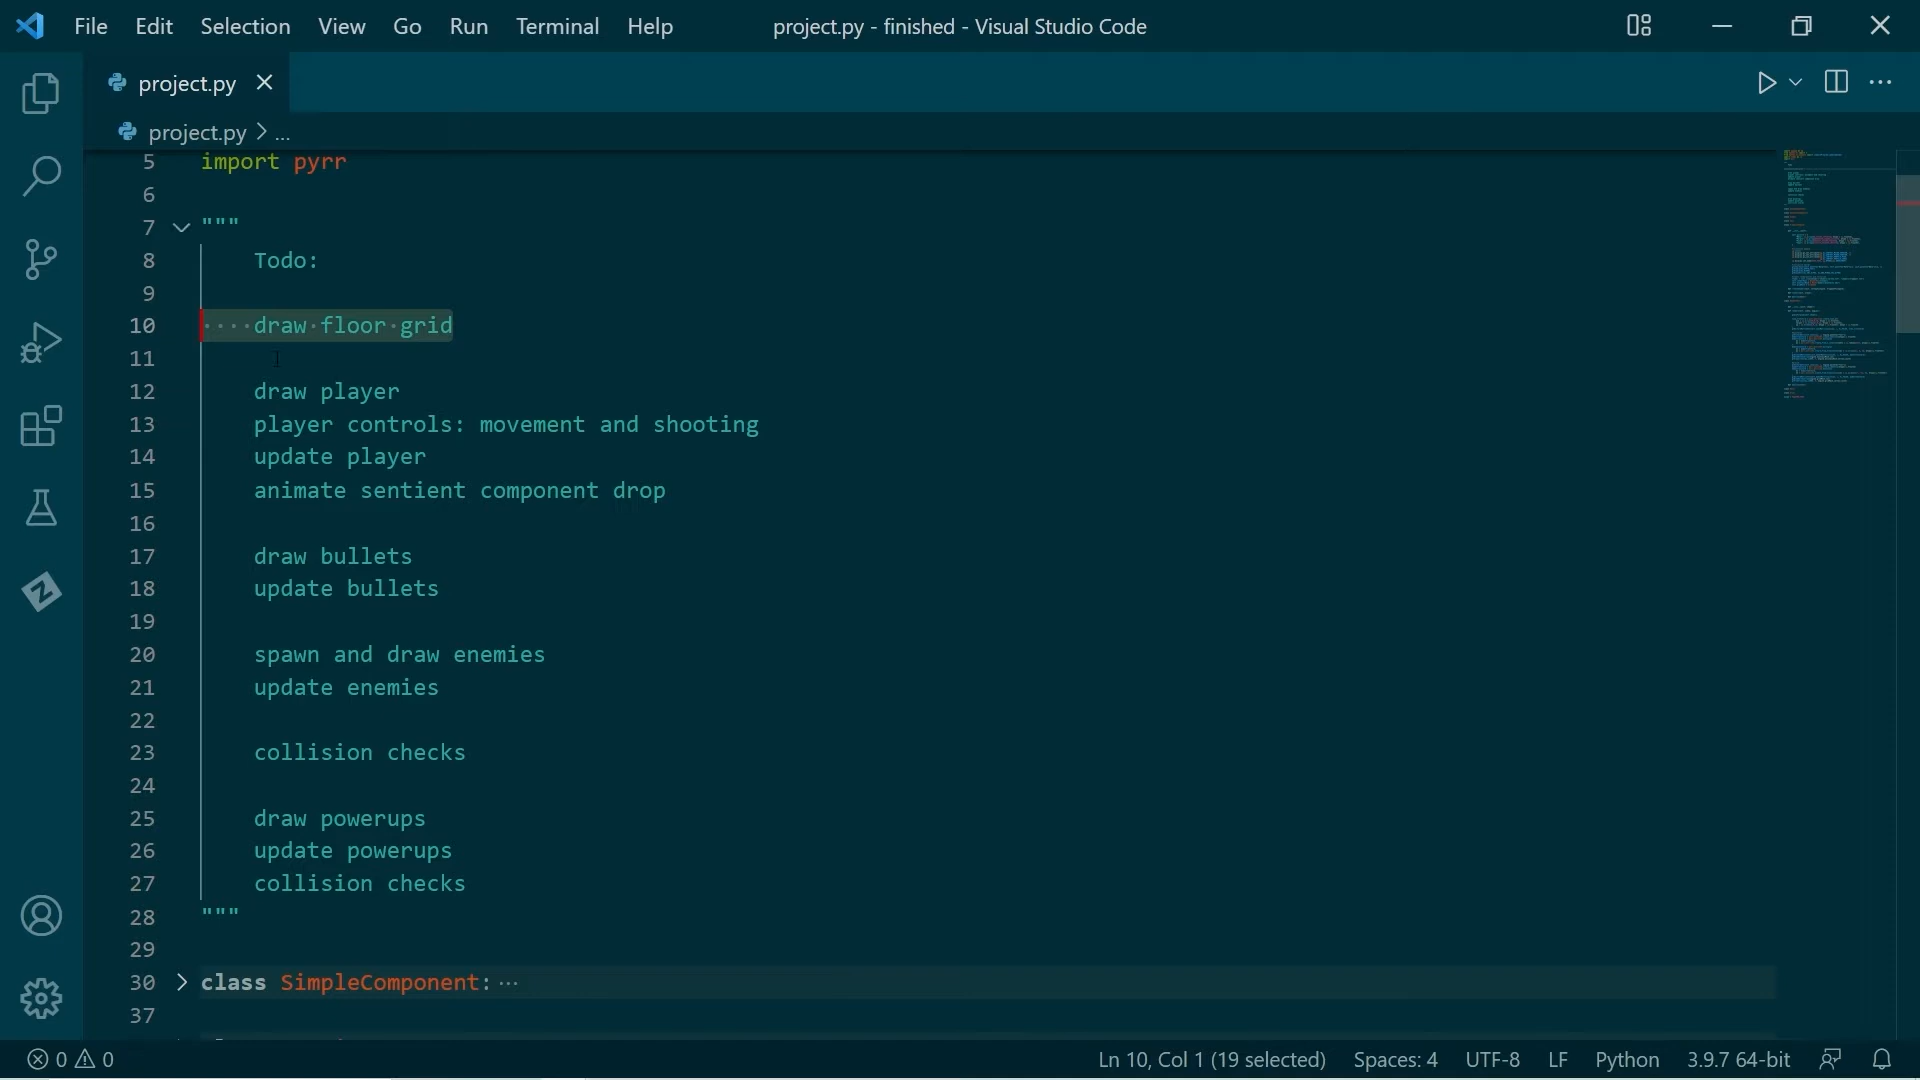 File Edit Selection View Go Run Terminal Help project.py - finished - Visual Studio Code
project.py
project.py > ...
5 import pyrr
6
7 """
8 Todo:
9
10 ····draw·floor·grid
11
12 draw player
13 player controls: movement and shooting
14 update player
15 animate sentient component drop
16
17 draw bullets
18 update bullets
19
20 spawn and draw enemies
21 update enemies
22
23 collision checks
24
25 draw powerups
26 update powerups
27 collision checks
28 """
29
30 class SimpleComponent:···
37
0 0 Ln 10, Col 1 (19 selected) Spaces: 4 UTF-8 LF Python 3.9.7 64-bit